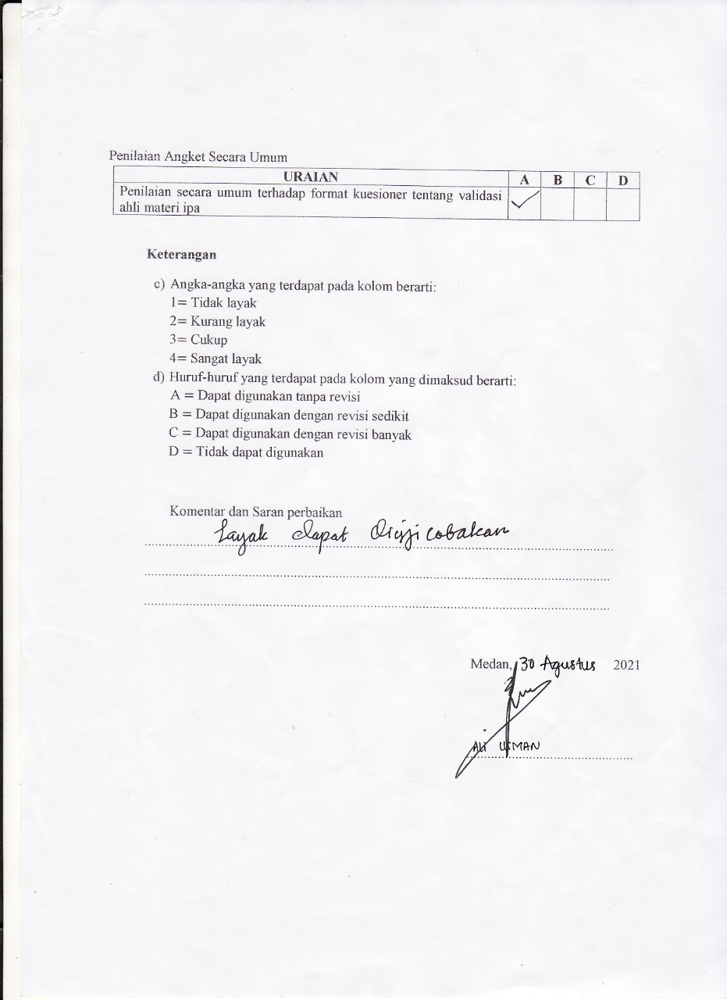 Penilaian Angket Secara Umum
URAIAN A B C D
Penilaian secara umum terhadap format kuesioner tentang validasi
ahli materi ipa
Keterangan
c) Angka-angka yang terdapat pada kolom berarti:
1= Tidak layak
2= Kurang layak
3= Cukup
4= Sangat layak
d) Huruf-huruf yang terdapat pada kolom yang dimaksud berarti:
A = Dapat digunakan tanpa revisi
B = Dapat digunakan dengan revisi sedikit
C = Dapat digunakan dengan revisi banyak
D = Tidak dapat digunakan
Komentar dan Saran perbaikan
Layak dapat diujicobakan
Medan, 30 Agustus 2021
ALI USMAN